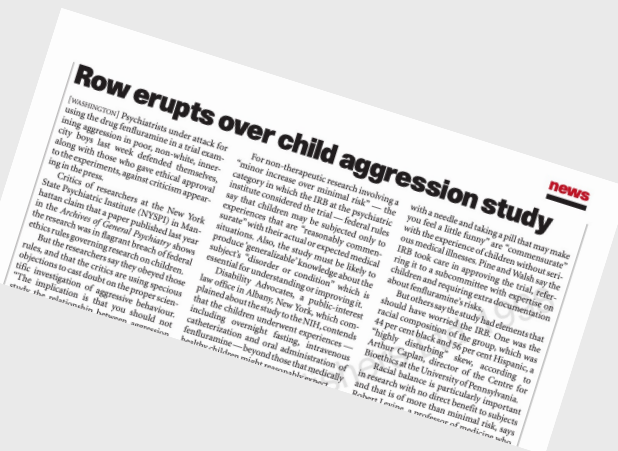 news
Row erupts over child aggression study
[WASHINGTON] Psychiatrists under attack for
using the drug fenfluramine in a trial exam-
ining aggression in poor, non-white, inner-
city boys last week defended themselves,
along with those who gave ethical approval
to the experiments, against criticism appear-
ing in the press.
Critics of researchers at the New York
State Psychiatric Institute (NYSPI) in Man-
hattan claim that a paper published last year
in the Archives of General Psychiatry shows
the research was in flagrant breach of federal
ethics rules governing research on children.
But the researchers say they obeyed those
rules, and that the critics are using specious
objections to cast doubt on the proper scien-
tific investigation of aggressive behaviour.
"The implication is that you should not
study the relationship between aggression
For non-therapeutic research involving a
"minor increase over minimal risk" — the
category in which the IRB at the psychiatric
institute considered the trial — federal rules
say that children may be subjected only to
experiences that are "reasonably commen-
surate" with their actual or expected medical
situations. Also, the study must be likely to
produce 'generalizable' knowledge about the
subject's "disorder or condition" which is
essential for understanding or improving it.
Disability Advocates, a public-interest
law office in Albany, New York, which com-
plained about the study to the NIH, contends
that the children underwent experiences —
including overnight fasting, intravenous
catheterization and oral administration of
fenfluramine — beyond those that medically
healthy children might reasonably expect
with a needle and taking a pill that may make
you feel a little funny" are "commensurate"
with the experience of children without seri-
ous medical illnesses. Pine and Walsh say the
IRB took care in approving the trial, refer-
ring it to a subcommittee with expertise on
children and requiring extra documentation
about fenfluramine's risks.
But others say the study had elements that
should have worried the IRB. One was the
racial composition of the group, which was
44 per cent black and 56 per cent Hispanic, a
"highly disturbing" skew, according to
Arthur Caplan, director of the Centre for
Bioethics at the University of Pennsylvania.
Racial balance is particularly important
in research with no direct benefit to subjects
and that is of more than minimal risk, says
Robert Levine, a professor of medicine who